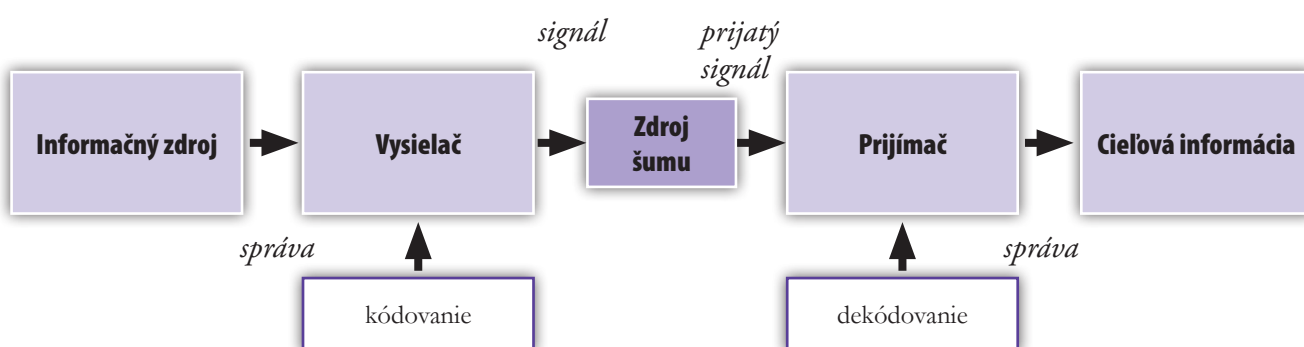 signál
prijatý
signál
Informačný zdroj
Vysielač
Zdroj
šumu
Prijímač
Cieľová informácia
správa
správa
kódovanie
dekódovanie